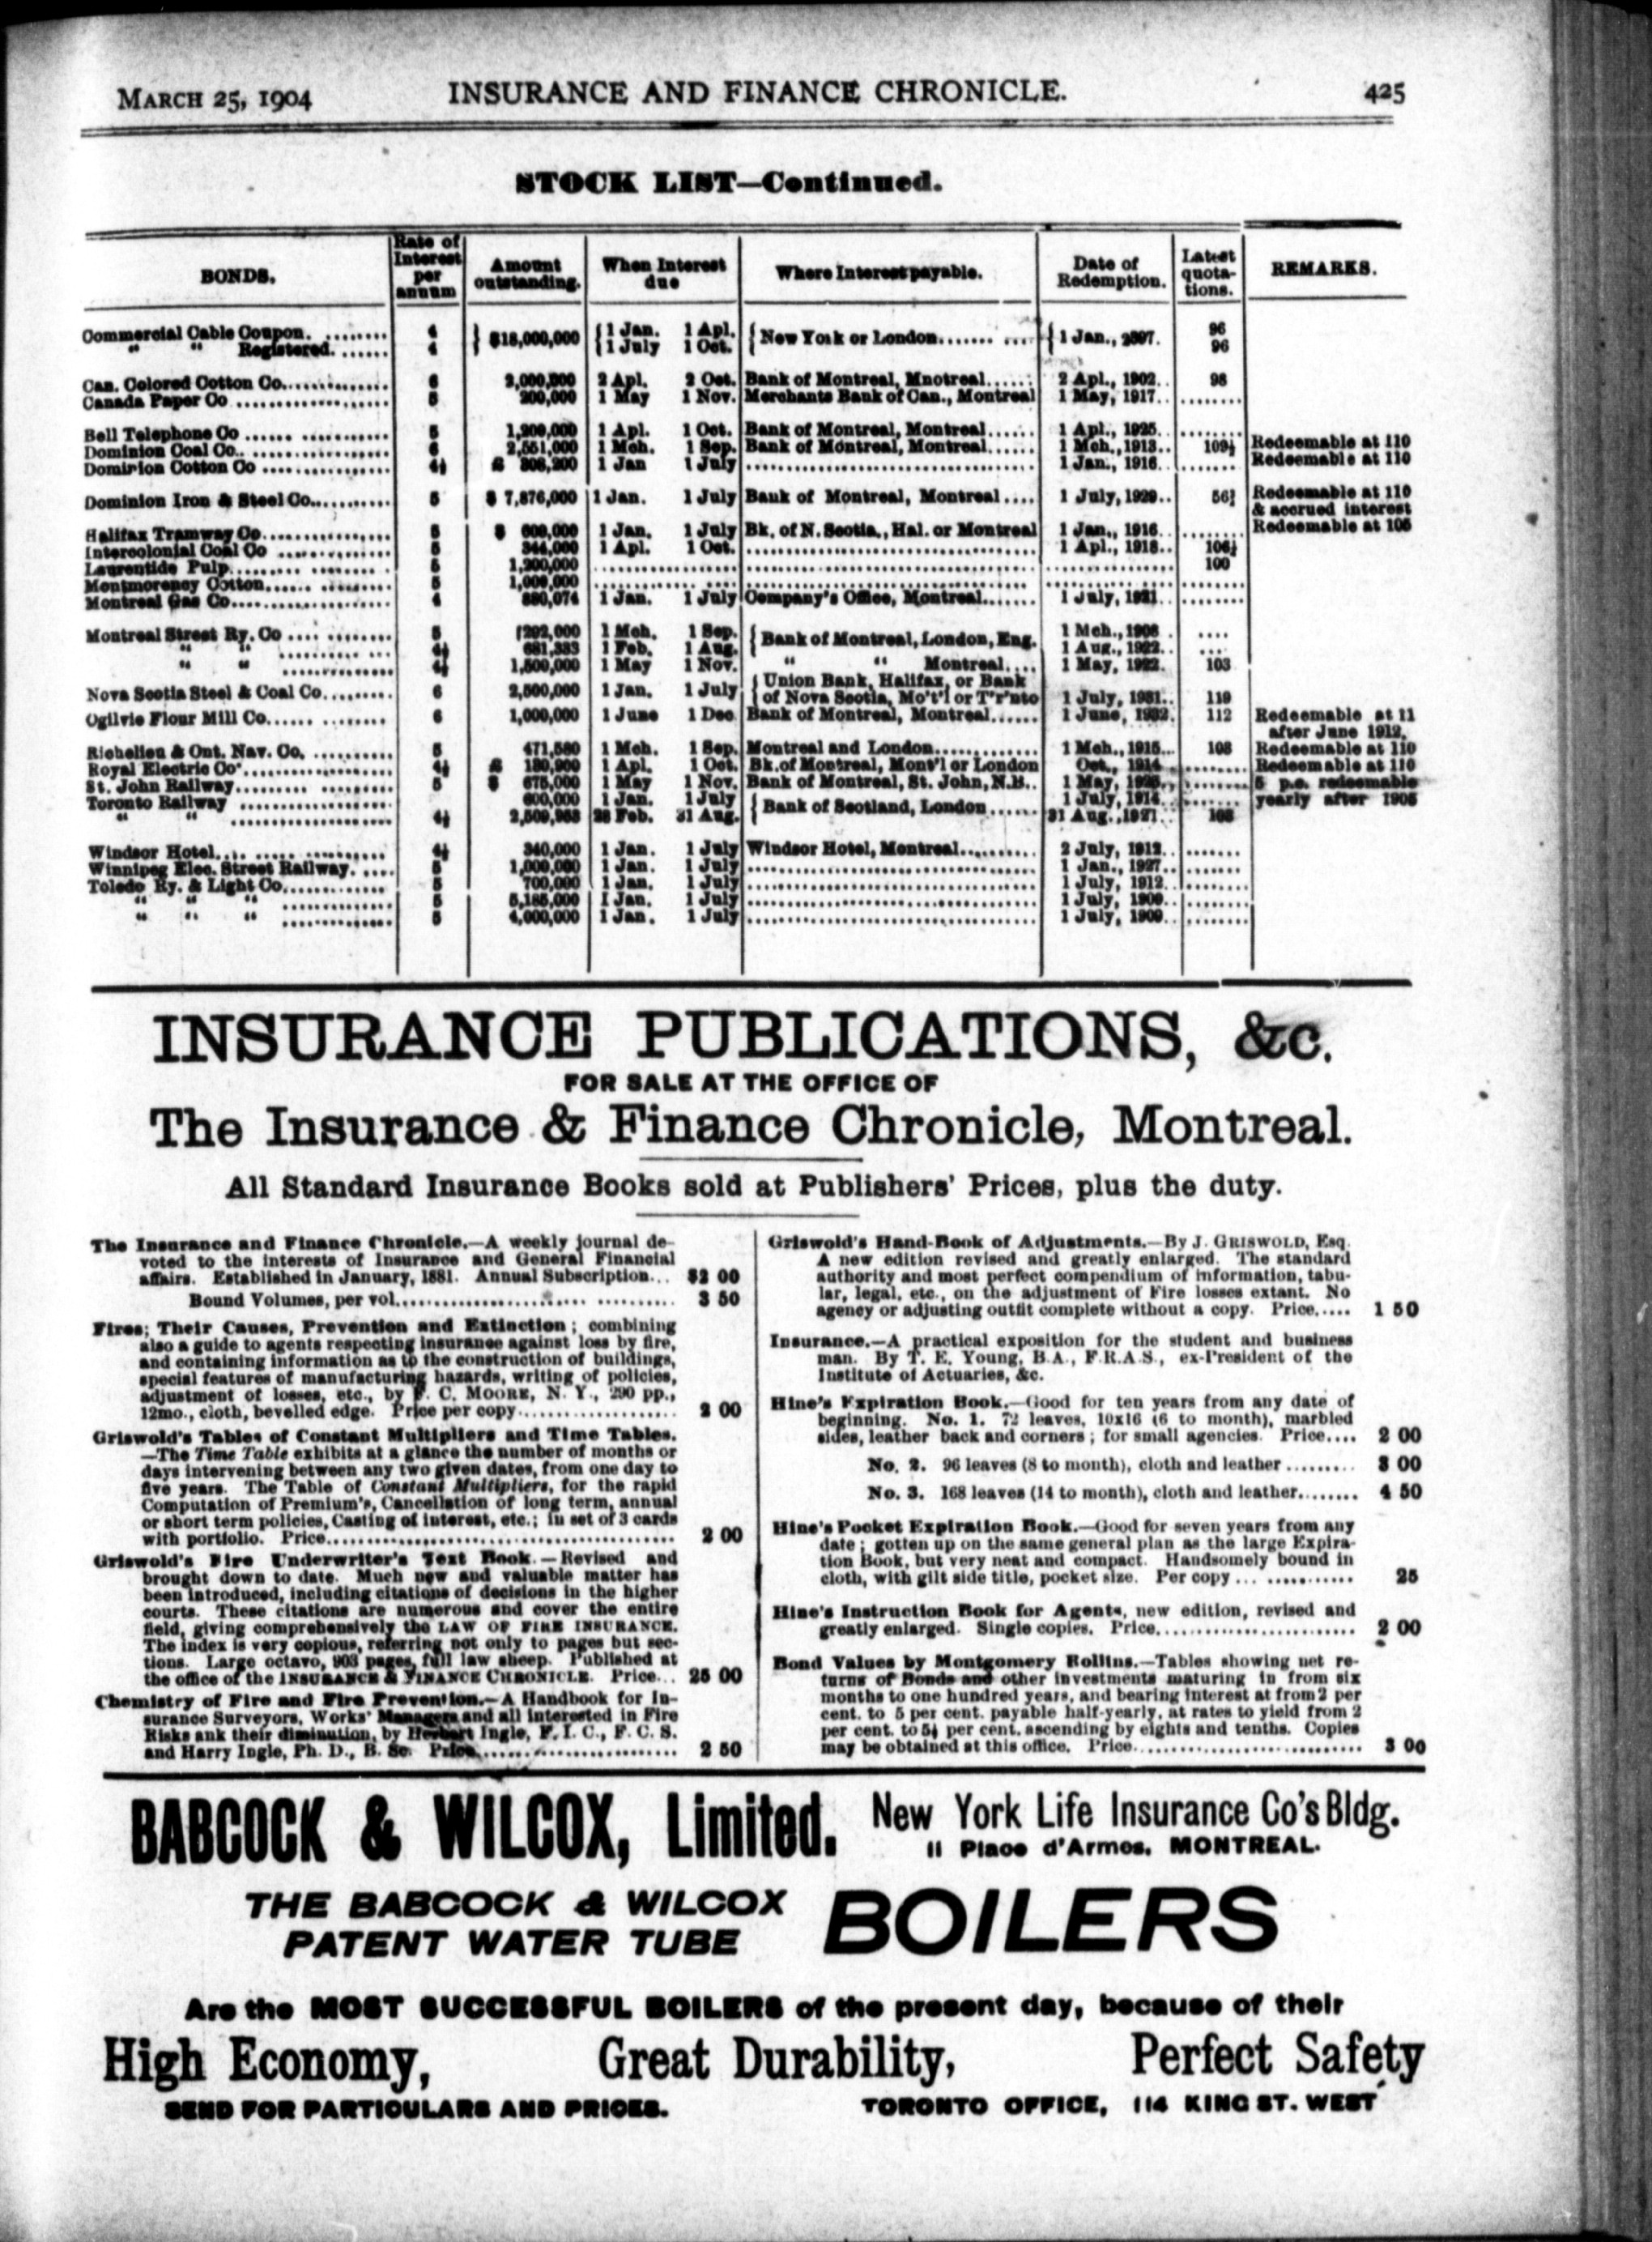 MARCH 25, 1904 INSURANCE AND FINANCE CHRONICLE. 425
STOCK LIST—Continued.
BONDS. Rate of Interest per annum Amount outstanding. When Interest due Where Interest payable. Date of Redemption. Latest quotations. REMARKS.
Commercial Cable Coupon. 4 } $18,000,000 { 1 Jan. 1 Apl. { New York or London { 1 Jan., 2397. 96
“ “ Registered. 4 { 1 July 1 Oct. 96
Can. Colored Cotton Co. 6 2,000,000 2 Apl. 2 Oct. Bank of Montreal, Mnotreal 2 Apl., 1902. 98
Canada Paper Co 5 200,000 1 May 1 Nov. Merchants Bank of Can., Montreal 1 May, 1917.
Bell Telephone Co 5 1,200,000 1 Apl. 1 Oct. Bank of Montreal, Montreal 1 Apl., 1925.
Dominion Coal Co. 6 2,551,000 1 Mch. 1 Sep. Bank of Montreal, Montreal 1 Mch., 1913. 109½ Redeemable at 110
Dominion Cotton Co 4½ £ 308,200 1 Jan 1 July 1 Jan., 1916. Redeemable at 110
Dominion Iron & Steel Co. 5 $ 7,876,000 1 Jan. 1 July Bank of Montreal, Montreal 1 July, 1929. Redeemable at 110
& accrued interest
Halifax Tramway Co. 5 $ 600,000 1 Jan. 1 July Bk. of N. Scotia., Hal. or Montreal 1 Jan., 1916. Redeemable at 105
Intercolonial Coal Co 5 344,000 1 Apl. 1 Oct. 1 Apl., 1918.
Laurentide Pulp 5 1,200,000 100
Montmorency Cotton 5 1,000,000
Montreal Gas Co 4 880,074 1 Jan. 1 July Company's Office, Montreal 1 July, 1921.
Montreal Street Ry. Co 5 292,000 1 Mch. 1 Sep. { Bank of Montreal, London, Eng. 1 Mch., 1908.
“ “ 4½ 681,333 1 Feb. 1 Aug. 1 Aug., 1922.
“ “ 4½ 1,500,000 1 May 1 Nov. “ “ Montreal 1 May, 1922. 103
Nova Scotia Steel & Coal Co. 6 2,500,000 1 Jan. 1 July { Union Bank, Halifax, or Bank
of Nova Scotia, Mo't'l or T'r'nto 1 July, 1931. 110
Ogilvie Flour Mill Co. 6 1,000,000 1 June 1 Dec Bank of Montreal, Montreal 1 June, 1932. 112 Redeemable at 11
after June 1912.
Richelieu & Ont. Nav. Co. 5 471,580 1 Mch. 1 Sep. Montreal and London 1 Mch., 1915. 103 Redeemable at 110
Royal Electric Co. 4½ £ 130,900 1 Apl. 1 Oct. Bk. of Montreal, Mont'l or London Oct., 1914 Redeemable at 110
St. John Railway 5 $ 675,000 1 May 1 Nov. Bank of Montreal, St. John, N.B. 1 May, 1925. 5 p.c. redeemable
Toronto Railway 600,000 1 Jan. 1 July { Bank of Scotland, London 1 July, 1914. yearly after 1905
“ “ 4½ 2,509,953 28 Feb. 31 Aug. 31 Aug., 1921. 103
Windsor Hotel 4½ 340,000 1 Jan. 1 July Windsor Hotel, Montreal 2 July, 1912.
Winnipeg Elec. Street Railway. 5 1,000,000 1 Jan. 1 July 1 Jan., 1927.
Toledo Ry. & Light Co. 5 700,000 1 Jan. 1 July 1 July, 1912.
“ “ “ 5 5,185,000 1 Jan. 1 July 1 July, 1909.
“ “ “ 5 4,000,000 1 Jan. 1 July 1 July, 1909.
INSURANCE PUBLICATIONS, &c.
FOR SALE AT THE OFFICE OF
The Insurance & Finance Chronicle, Montreal.
All Standard Insurance Books sold at Publishers' Prices, plus the duty.
The Insurance and Finance Chronicle.—A weekly journal de-
voted to the interests of Insurance and General Financial
affairs. Established in January, 1881. Annual Subscription... $2 00
Bound Volumes, per vol. 3 50
Fires; Their Causes, Prevention and Extinction; combining
also a guide to agents respecting insurance against loss by fire,
and containing information as to the construction of buildings,
special features of manufacturing hazards, writing of policies,
adjustment of losses, etc., by F. C. MOORE, N. Y., 290 pp.,
12mo., cloth, bevelled edge. Price per copy 2 00
Griswold's Tables of Constant Multipliers and Time Tables.
—The Time Table exhibits at a glance the number of months or
days intervening between any two given dates, from one day to
five years. The Table of Constant Multipliers, for the rapid
Computation of Premium's, Cancellation of long term, annual
or short term policies, Casting of interest, etc.; in set of 3 cards
with portfolio. Price 2 00
Griswold's Fire Underwriter's Text Book.—Revised and
brought down to date. Much new and valuable matter has
been introduced, including citations of decisions in the higher
courts. These citations are numerous and cover the entire
field, giving comprehensively the LAW OF FIRE INSURANCE.
The index is very copious, referring not only to pages but sec-
tions. Large octavo, 903 pages, full law sheep. Published at
the office of the INSURANCE & FINANCE CHRONICLE. Price... 25 00
Chemistry of Fire and Fire Prevention.—A Handbook for In-
surance Surveyors, Works' Managers and all interested in Fire
Risks ank their diminution, by Herbert Ingle, F. I. C., F. C. S.
and Harry Ingle, Ph. D., B. Sc. Price 2 50
Griswold's Hand-Book of Adjustments.—By J. GRISWOLD, Esq.
A new edition revised and greatly enlarged. The standard
authority and most perfect compendium of information, tabu-
lar, legal, etc., on the adjustment of Fire losses extant. No
agency or adjusting outfit complete without a copy. Price..... 1 50
Insurance.—A practical exposition for the student and business
man. By T. E. Young, B.A., F.R.A.S., ex-President of the
Institute of Actuaries, &c.
Hine's Expiration Book.—Good for ten years from any date of
beginning. No. 1. 72 leaves, 10x16 (6 to month), marbled
sides, leather back and corners; for small agencies. Price.... 2 00
No. 2. 96 leaves (8 to month), cloth and leather ......... 3 00
No. 3. 168 leaves (14 to month), cloth and leather........ 4 50
Hine's Pocket Expiration Book.—Good for seven years from any
date; gotten up on the same general plan as the large Expira-
tion Book, but very neat and compact. Handsomely bound in
cloth, with gilt side title, pocket size. Per copy 25
Hine's Instruction Book for Agents, new edition, revised and
greatly enlarged. Single copies. Price 2 00
Bond Values by Montgomery Rollins.—Tables showing net re-
turns of Bonds and other investments maturing in from six
months to one hundred years, and bearing interest at from 2 per
cent. to 5 per cent. payable half-yearly, at rates to yield from 2
per cent. to 5½ per cent. ascending by eights and tenths. Copies
may be obtained at this office. Price 3 00
BABCOCK & WILCOX, Limited. New York Life Insurance Co's Bldg.
11 Place d'Armes, MONTREAL.
THE BABCOCK & WILCOX
PATENT WATER TUBE BOILERS
Are the MOST SUCCESSFUL BOILERS of the present day, because of their
High Economy, Great Durability, Perfect Safety
SEND FOR PARTICULARS AND PRICES. TORONTO OFFICE, 114 KING ST. WEST